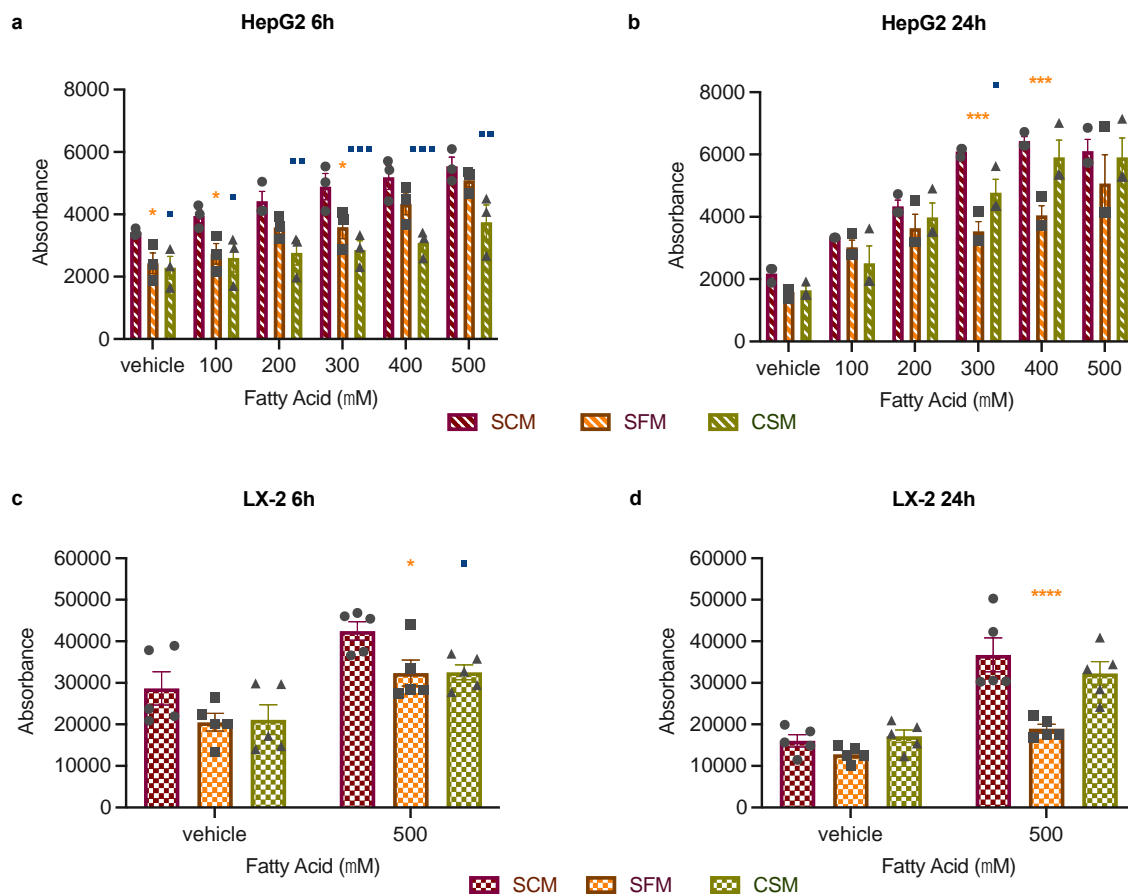 a
HepG2 6h
Absorbance
8000
6000
4000
2000
0
*
*
*
vehicle 100 200 300 400 500
Fatty Acid (mM)
b
HepG2 24h
Absorbance
8000
6000
4000
2000
0
***
***
vehicle 100 200 300 400 500
Fatty Acid (mM)
SCM SFM CSM
c
LX-2 6h
Absorbance
60000
50000
40000
30000
20000
10000
0
*
vehicle 500
Fatty Acid (mM)
d
LX-2 24h
Absorbance
60000
50000
40000
30000
20000
10000
0
****
vehicle 500
Fatty Acid (mM)
SCM SFM CSM